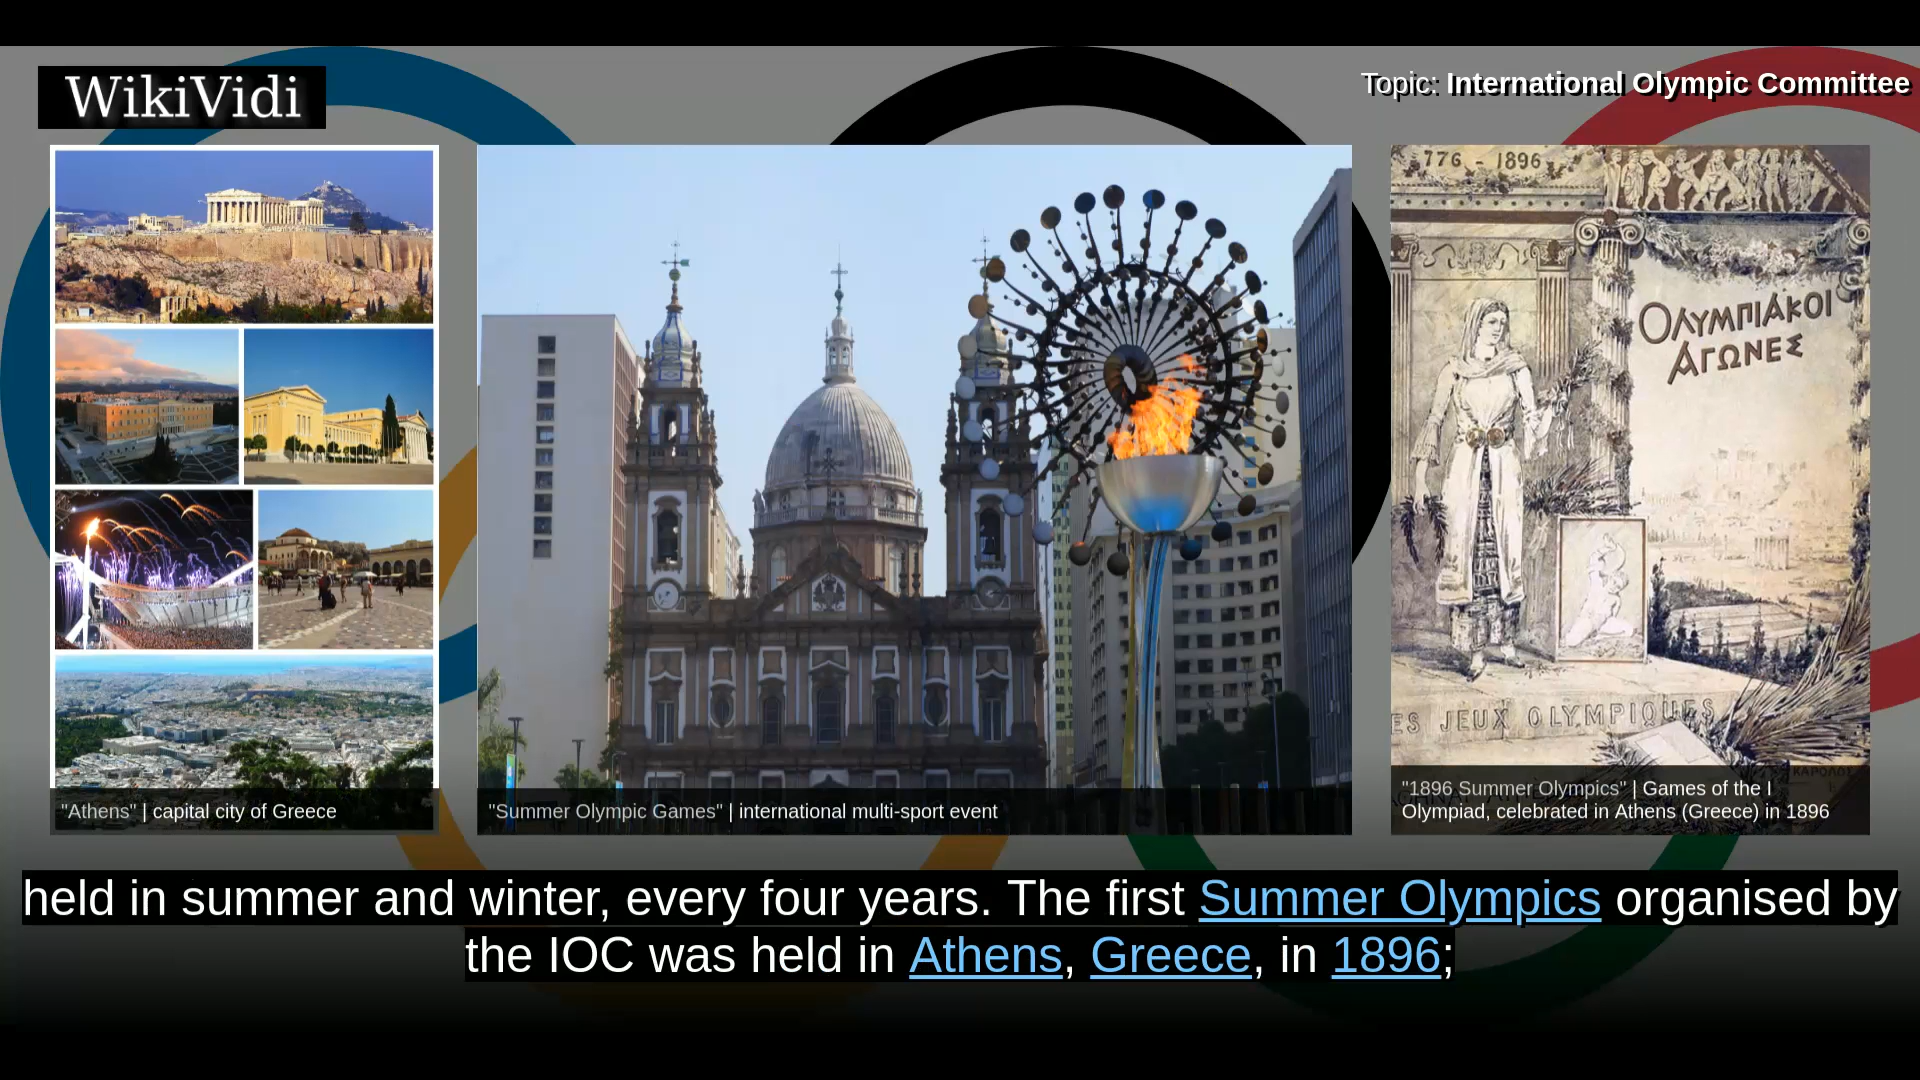 WikiVidi
Topic: International Olympic Committee
776 - 1896
ΟΛΥΜΠΙΑΚΟΙ
ΑΓΩΝΕΣ
ES JEUX OLYMPIQUES
"Athens" | capital city of Greece
"Summer Olympic Games" | international multi-sport event
"1896 Summer Olympics" | Games of the I
Olympiad, celebrated in Athens (Greece) in 1896
held in summer and winter, every four years. The first Summer Olympics organised by
the IOC was held in Athens, Greece, in 1896;